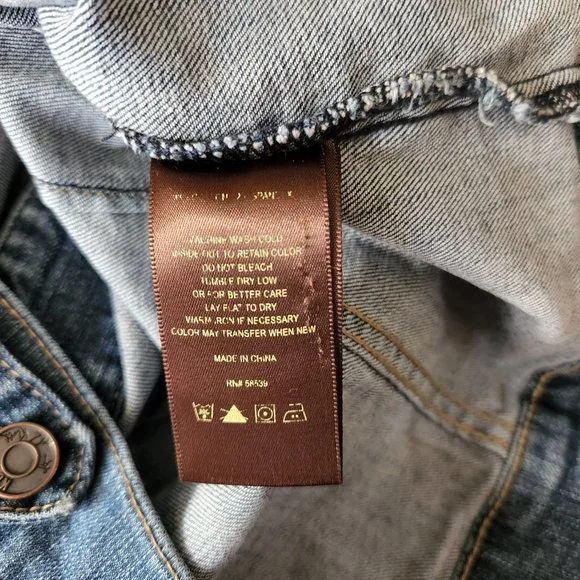 MACHINE WASH COLD
INSIDE OUT TO RETAIN COLOR
DO NOT BLEACH
TUMBLE DRY LOW
OR FOR BETTER CARE
LAY FLAT TO DRY
WARM IRON IF NECESSARY
COLOR MAY TRANSFER WHEN NEW
MADE IN CHINA
RN# 58639